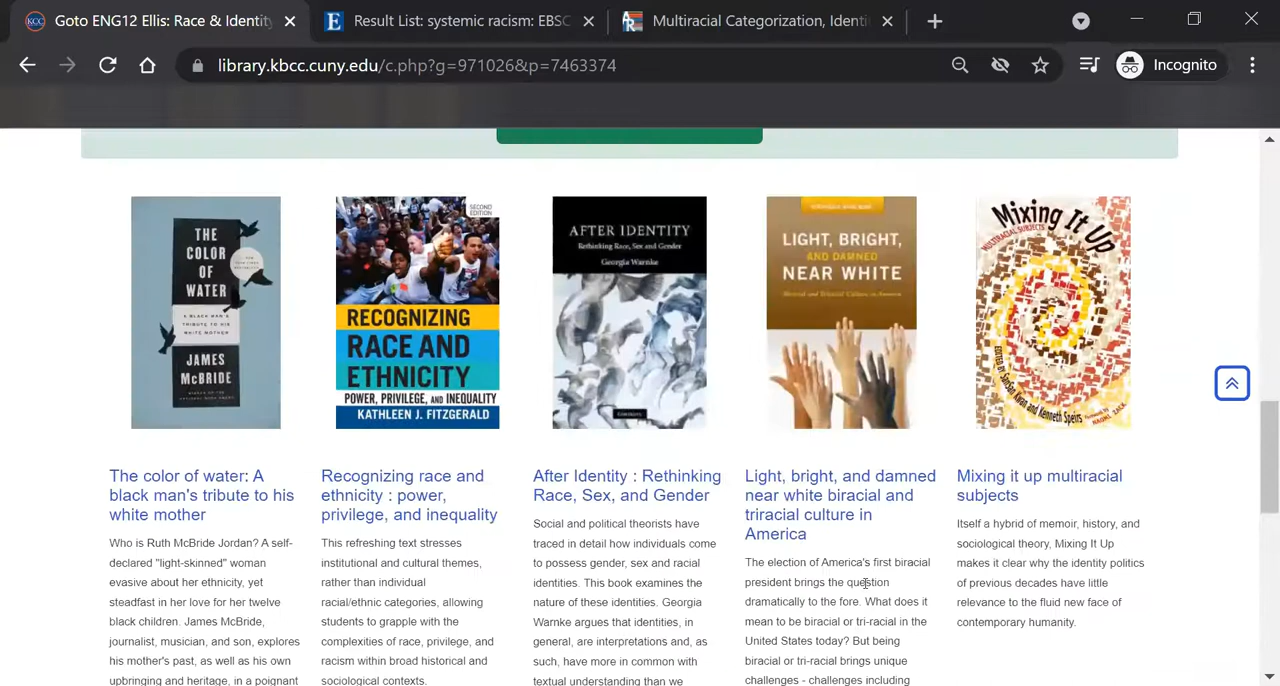 Goto ENG12 Ellis: Race & Identity
Result List: systemic racism: EBSC
Multiracial Categorization, Identi
library.kbcc.cuny.edu/c.php?g=971026&p=7463374
Incognito
THE
COLOR
OF
WATER
A BLACK MAN'S
TRIBUTE TO HIS
WHITE MOTHER
JAMES
McBRIDE
SECOND
EDITION
RECOGNIZING
RACE AND
ETHNICITY
POWER, PRIVILEGE, AND INEQUALITY
KATHLEEN J. FITZGERALD
AFTER IDENTITY
Rethinking Race, Sex and Gender
Georgia Warnke
LIGHT, BRIGHT,
AND DAMNED
NEAR WHITE
Biracial and Triracial Culture in America
Mixing It Up
MULTIRACIAL SUBJECTS
EDITED BY SanSan Kwan and Kenneth Speirs
Foreword by NAOMI ZACK
The color of water: A
black man's tribute to his
white mother
Who is Ruth McBride Jordan? A self-
declared "light-skinned" woman
evasive about her ethnicity, yet
steadfast in her love for her twelve
black children. James McBride,
journalist, musician, and son, explores
his mother's past, as well as his own
upbringing and heritage, in a poignant
Recognizing race and
ethnicity : power,
privilege, and inequality
This refreshing text stresses
institutional and cultural themes,
rather than individual
racial/ethnic categories, allowing
students to grapple with the
complexities of race, privilege, and
racism within broad historical and
sociological contexts.
After Identity : Rethinking
Race, Sex, and Gender
Social and political theorists have
traced in detail how individuals come
to possess gender, sex and racial
identities. This book examines the
nature of these identities. Georgia
Warnke argues that identities, in
general, are interpretations and, as
such, have more in common with
textual understanding than we
Light, bright, and damned
near white biracial and
triracial culture in
America
The election of America's first biracial
president brings the question
dramatically to the fore. What does it
mean to be biracial or tri-racial in the
United States today? But being
biracial or tri-racial brings unique
challenges - challenges including
Mixing it up multiracial
subjects
Itself a hybrid of memoir, history, and
sociological theory, Mixing It Up
makes it clear why the identity politics
of previous decades have little
relevance to the fluid new face of
contemporary humanity.